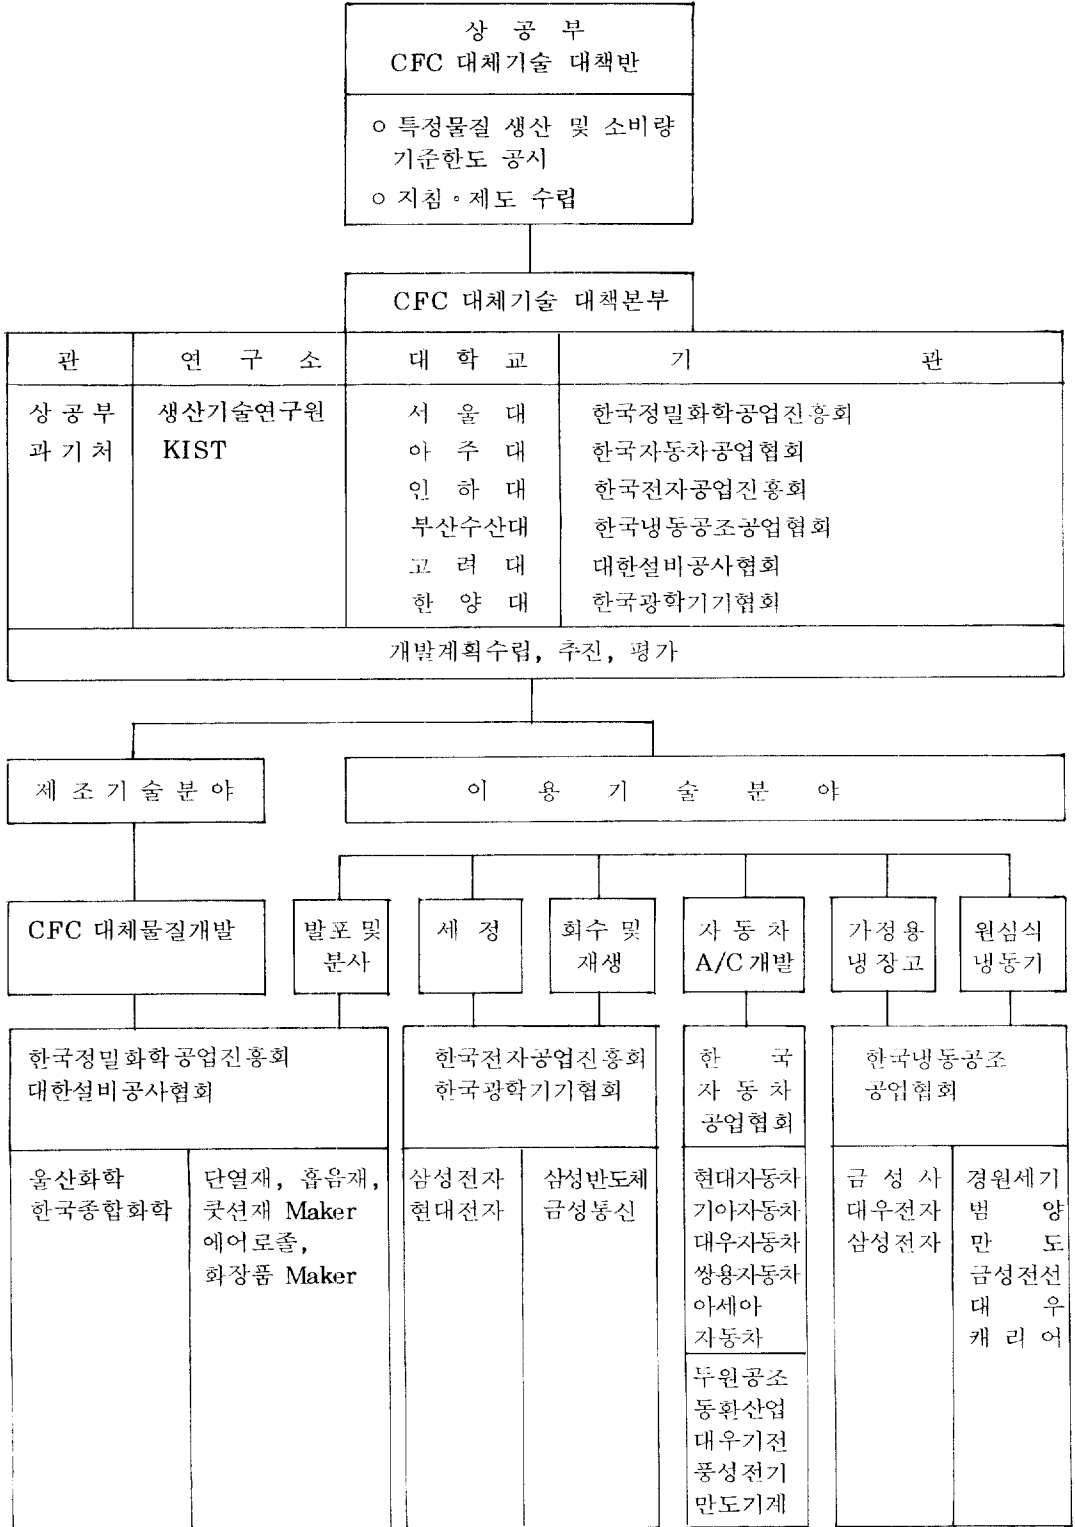 상 공 부
CFC 대체기술 대책반
ㅇ 특정물질 생산 및 소비량
기준한도 공시
ㅇ 지침∘제도 수립
CFC 대체기술 대책본부
관 연 구 소 대 학 교 기 관
상 공 부 생산기술연구원 서 울 대 한국정밀화학공업진흥회
과 기 처 KIST 아 주 대 한국자동차공업협회
인 하 대 한국전자공업진흥회
부산수산대 한국냉동공조공업협회
고 려 대 대한설비공사협회
한 양 대 한국광학기기협회
개발계획수립, 추진, 평가
제 조 기 술 분 야
이 용 기 술 분 야
CFC 대체물질개발
발포 및
분사
세 정
회수 및
재생
자 동 차
A/C 개발
가정용
냉장고
원심식
냉동기
한국정밀화학공업진흥회
대한설비공사협회
울산화학
한국종합화학
단열재, 흡음재,
쿳션재 Maker
에어로졸,
화장품 Maker
한국전자공업진흥회
한국광학기기협회
삼성전자
현대전자
삼성반도체
금성통신
한 국
자 동 차
공업협회
현대자동차
기아자동차
대우자동차
쌍용자동차
아세아
자동차
두원공조
동환산업
대우기전
풍성전기
만도기계
한국냉동공조
공업협회
금 성 사
대우전자
삼성전자
경원세기
범 양
만 도
금성전선
대 우
캐 리 어